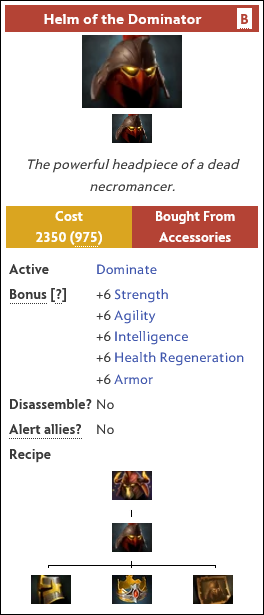 Helm of the Dominator B
The powerful headpiece of a dead
necromancer.
Cost
2350 (975)
Bought From
Accessories
Active Dominate
Bonus [?] +6 Strength
+6 Agility
+6 Intelligence
+6 Health Regeneration
+6 Armor
Disassemble? No
Alert allies? No
Recipe